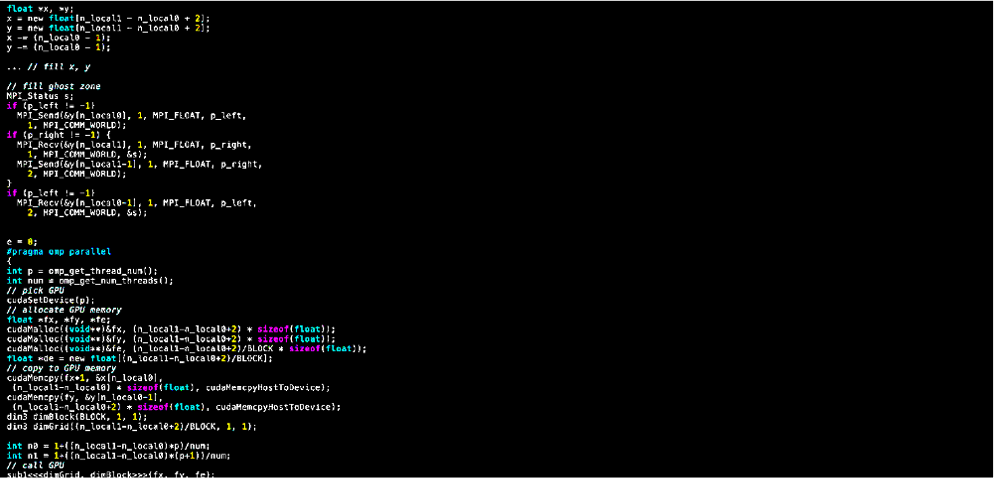 float *x, *y;
x = new float[n_local1 - n_local0 + 2];
y = new float[n_local1 - n_local0 + 2];
x -= (n_local0 - 1);
y -= (n_local0 - 1);
... // fill x, y
// fill ghost zone
MPI_Status s;
if (p_left != -1)
MPI_Send(&y[n_local0], 1, MPI_FLOAT, p_left,
1, MPI_COMM_WORLD);
if (p_right != -1) {
MPI_Recv(&y[n_local1], 1, MPI_FLOAT, p_right,
1, MPI_COMM_WORLD, &s);
MPI_Send(&y[n_local1-1], 1, MPI_FLOAT, p_right,
2, MPI_COMM_WORLD);
}
if (p_left != -1)
MPI_Recv(&y[n_local0-1], 1, MPI_FLOAT, p_left,
2, MPI_COMM_WORLD, &s);
e = 0;
#pragma omp parallel
{
int p = omp_get_thread_num();
int num = omp_get_num_threads();
// pick GPU
cudaSetDevice(p);
// allocate GPU memory
float *fx, *fy, *fe;
cudaMalloc((void**)&fx, (n_local1-n_local0+2) * sizeof(float));
cudaMalloc((void**)&fy, (n_local1-n_local0+2) * sizeof(float));
cudaMalloc((void**)&fe, (n_local1-n_local0+2)/BLOCK * sizeof(float));
float *de = new float[(n_local1-n_local0+2)/BLOCK];
// copy to GPU memory
cudaMemcpy(fx+1, &x[n_local0],
(n_local1-n_local0) * sizeof(float), cudaMemcpyHostToDevice);
cudaMemcpy(fy, &y[n_local0-1],
(n_local1-n_local0+2) * sizeof(float), cudaMemcpyHostToDevice);
dim3 dimBlock(BLOCK, 1, 1);
dim3 dimGrid((n_local1-n_local0+2)/BLOCK, 1, 1);
int n0 = 1+((n_local1-n_local0)*p)/num;
int n1 = 1+((n_local1-n_local0)*(p+1))/num;
// call GPU
sub1<<<dimGrid, dimBlock>>>(fx, fy, fe);